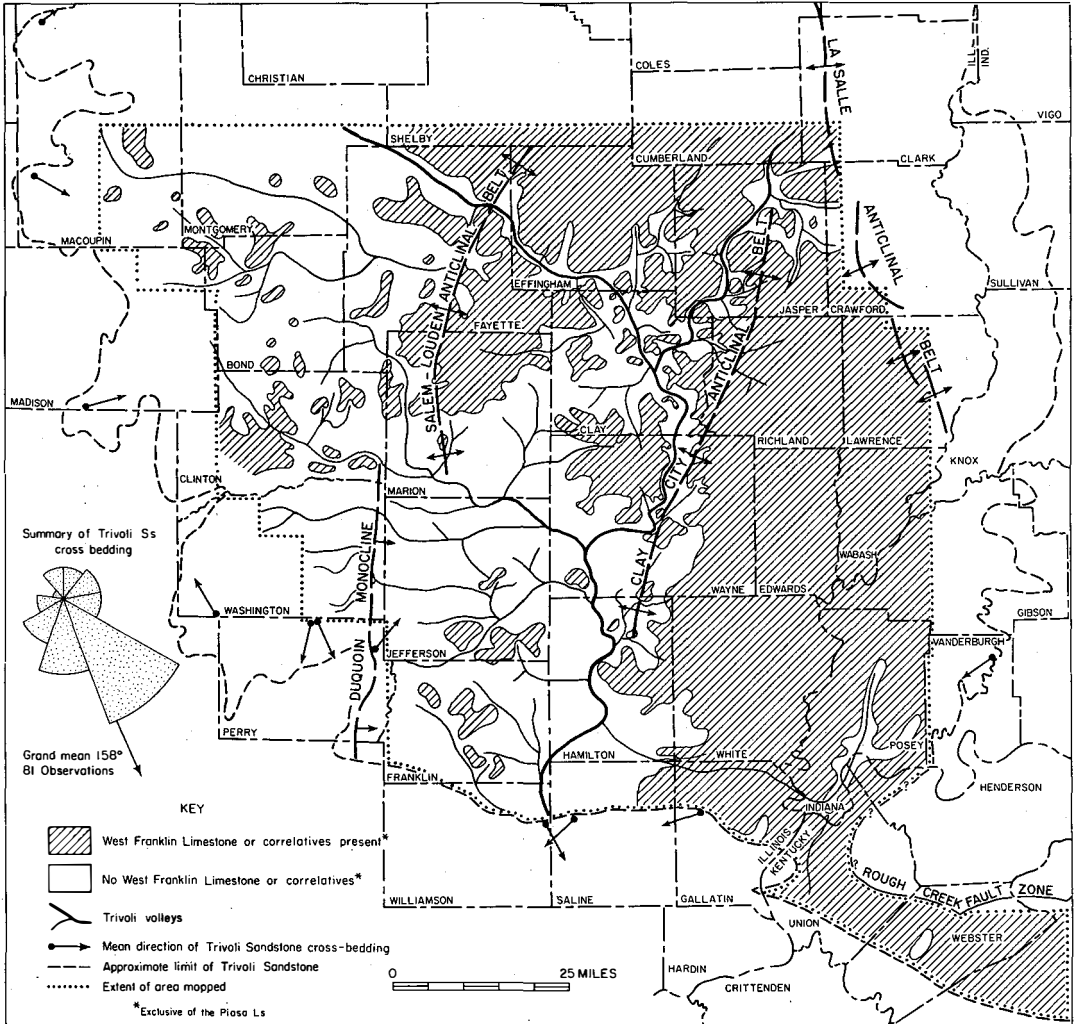 CHRISTIAN
COLES
LA SALLE
ILL.
IND.
VIGO
SHELBY
CUMBERLAND
CLARK
BELT
ANTICLINAL
MONTGOMERY
MACOUPIN
BELT
SULLIVAN
EFFINGHAM
JASPER
CRAWFORD
SALEM - LOUDEN ANTICLINAL
FAYETTE
ANTICLINAL
BELT
BOND
MADISON
CLAY
RICHLAND
LAWRENCE
KNOX
CLINTON
CITY
MARION
Summary of Trivoli Ss
cross bedding
MONOCLINE
CLAY
WABASH
WAYNE
EDWARDS
GIBSON
WASHINGTON
VANDERBURGH
JEFFERSON
DUQUOIN
PERRY
HAMILTON
WHITE
POSEY
Grand mean 158°
81 Observations
FRANKLIN
HENDERSON
INDIANA
ILLINOIS
KENTUCKY
KEY
West Franklin Limestone or correlatives present*
No West Franklin Limestone or correlatives*
ROUGH CREEK FAULT ZONE
WILLIAMSON
SALINE
GALLATIN
UNION
WEBSTER
Trivoli valleys
Mean direction of Trivoli Sandstone cross-bedding
Approximate limit of Trivoli Sandstone
Extent of area mapped
*Exclusive of the Piasa Ls
0
25 MILES
HARDIN
CRITTENDEN